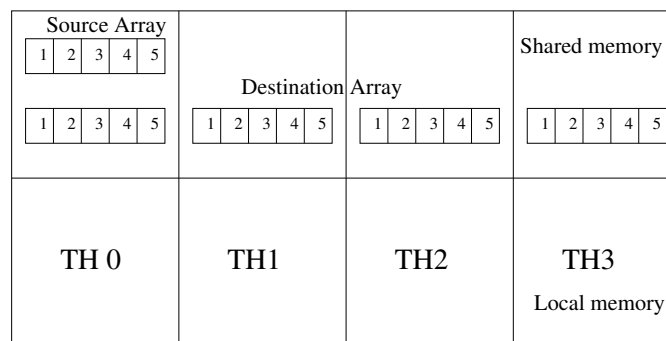 Source Array
Shared memory
1 2 3 4 5
Destination Array
1 2 3 4 5 1 2 3 4 5 1 2 3 4 5 1 2 3 4 5
TH 0 TH1 TH2 TH3
Local memory